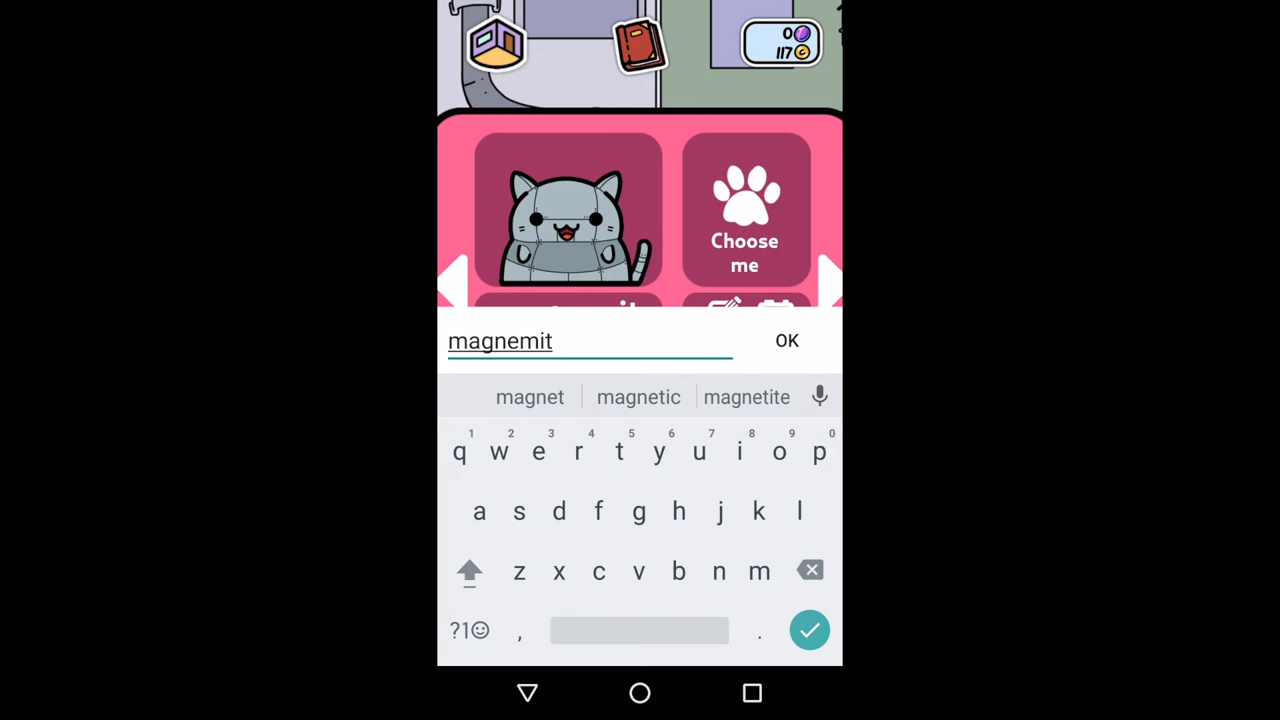 0
117
Choose
me
magnemit
OK
magnet magnetic magnetite
1 2 3 4 5 6 7 8 9 0
q w e r t y u i o p
a s d f g h j k l
z x c v b n m
?1☺ , .